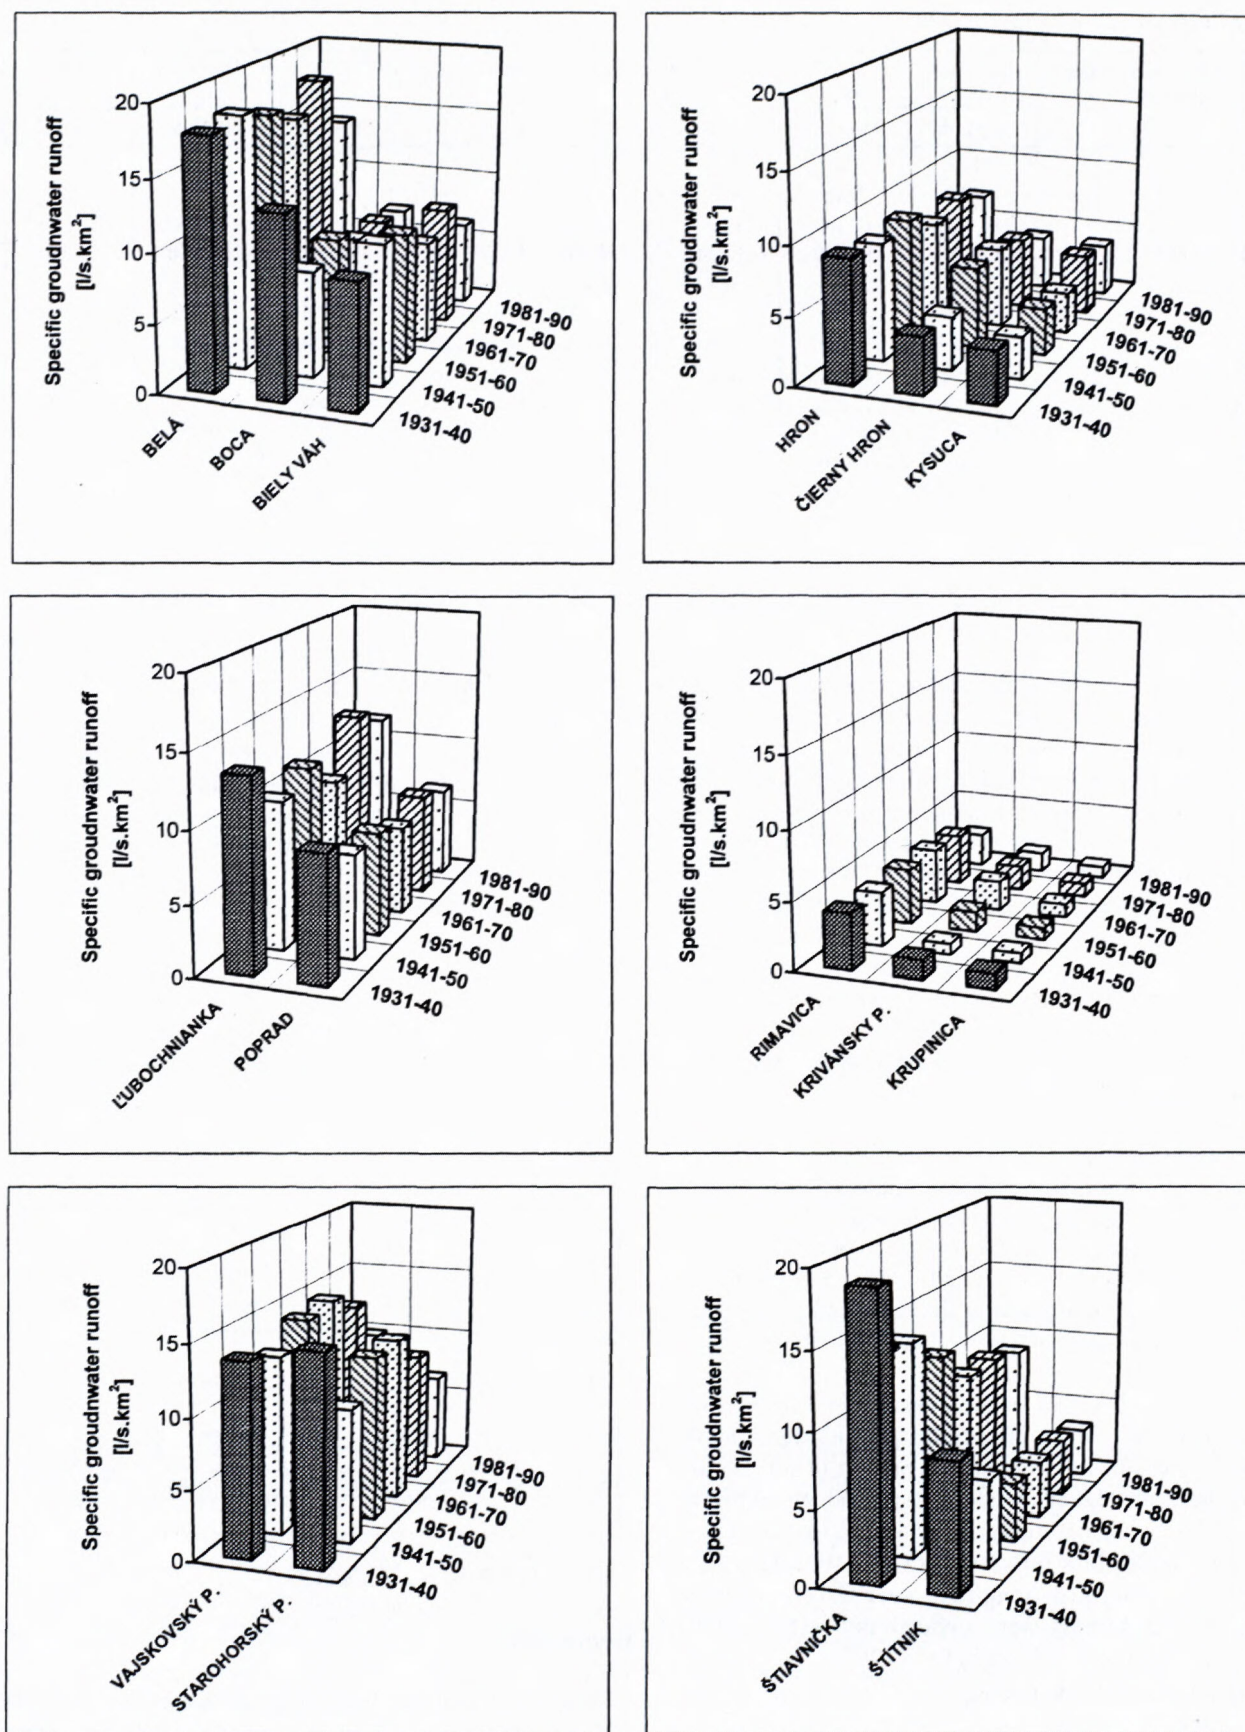 Specific groudnwater runoff
[l/s.km²]
20
15
10
5
0
BELÁ
BOCA
BIELY VÁH
1981-90
1971-80
1961-70
1951-60
1941-50
1931-40
Specific groudnwater runoff
[l/s.km²]
20
15
10
5
0
HRON
ČIERNY HRON
KYSUCA
1981-90
1971-80
1961-70
1951-60
1941-50
1931-40
Specific groudnwater runoff
[l/s.km²]
20
15
10
5
0
ĽUBOCHNIANKA
POPRAD
1981-90
1971-80
1961-70
1951-60
1941-50
1931-40
Specific groudnwater runoff
[l/s.km²]
20
15
10
5
0
RIMAVICA
KRIVÁNSKY P.
KRUPINICA
1981-90
1971-80
1961-70
1951-60
1941-50
1931-40
Specific groudnwater runoff
[l/s.km²]
20
15
10
5
0
VAJSKOVSKÝ P.
STAROHORSKÝ P.
1981-90
1971-80
1961-70
1951-60
1941-50
1931-40
Specific groudnwater runoff
[l/s.km²]
20
15
10
5
0
ŠTIAVNIČKA
ŠTÍTNIK
1981-90
1971-80
1961-70
1951-60
1941-50
1931-40